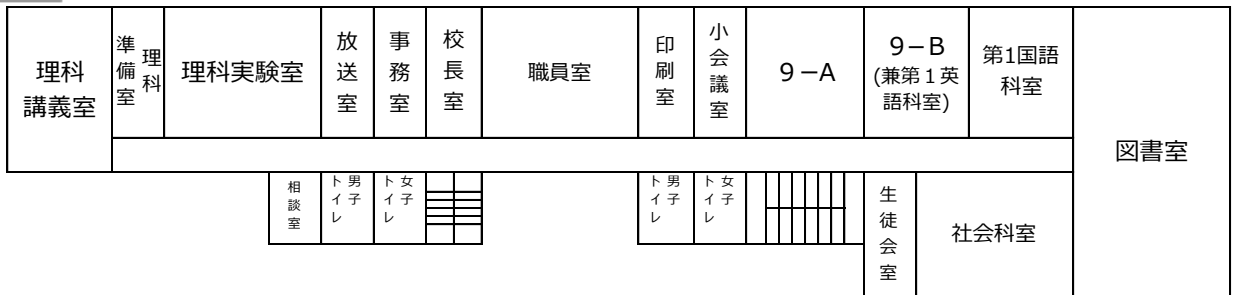 理科
講義室
理科
準備室
理科実験室
放送室
事務室
校長室
職員室
印刷室
小会議室
9－A
9－B
(兼第１英
語科室)
第1国語
科室
図書室
相談室
男子
トイレ
女子
トイレ
男子
トイレ
女子
トイレ
生徒会室
社会科室